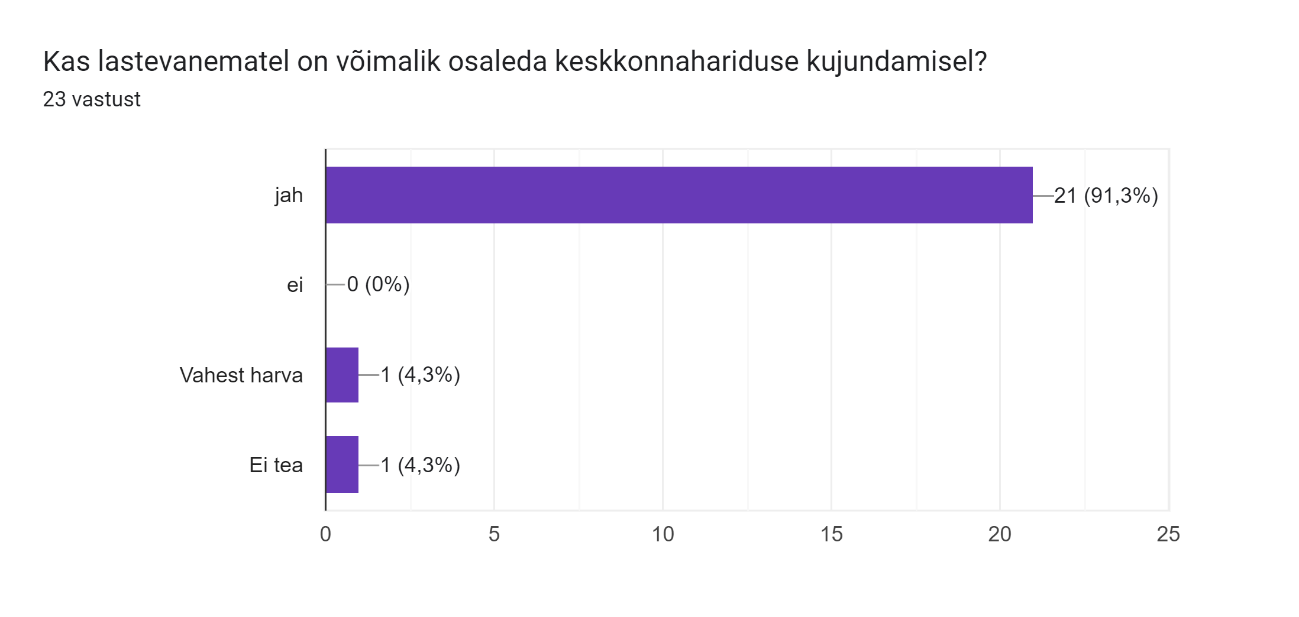 Kas lastevanematel on võimalik osaleda keskkonnahariduse kujundamisel?
23 vastust
jah 21 (91,3%)
ei 0 (0%)
Vahest harva 1 (4,3%)
Ei tea 1 (4,3%)
0 5 10 15 20 25